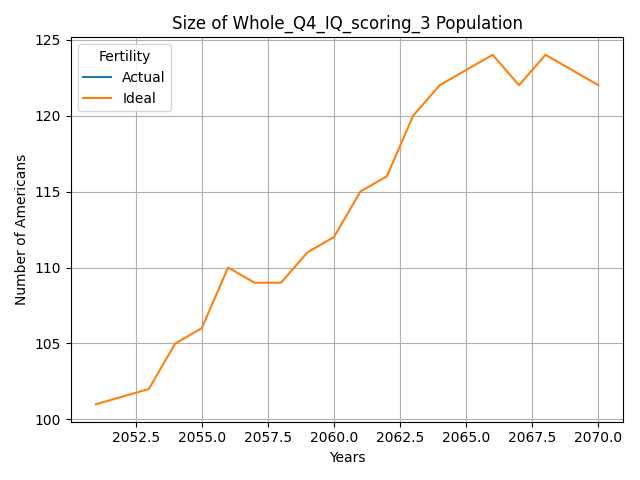 Size of Whole_Q4_IQ_scoring_3 Population
Fertility
Actual
Ideal
Number of Americans
125
120
115
110
105
100
2052.5 2055.0 2057.5 2060.0 2062.5 2065.0 2067.5 2070.0
Years